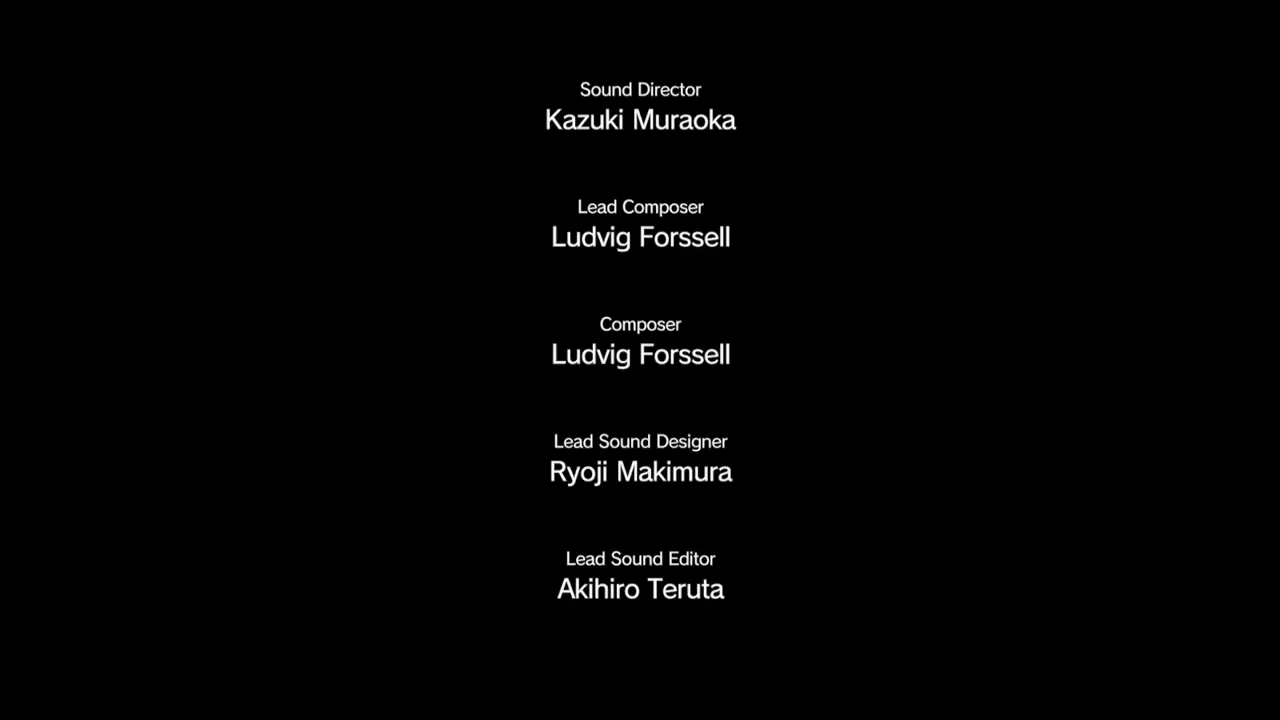 Sound Director
Kazuki Muraoka
Lead Composer
Ludvig Forssell
Composer
Ludvig Forssell
Lead Sound Designer
Ryoji Makimura
Lead Sound Editor
Akihiro Teruta